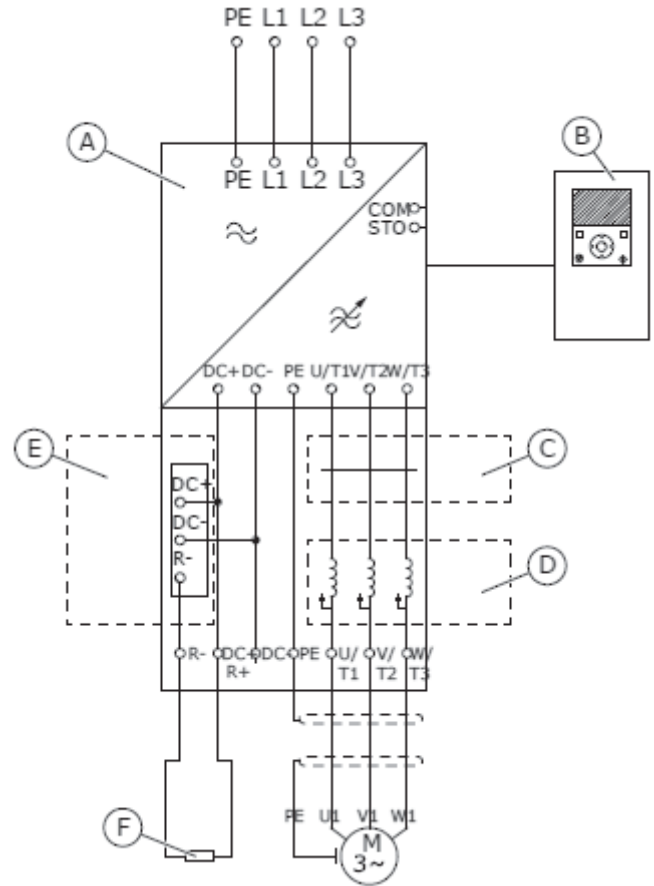 PE L1 L2 L3
A
B
PE L1 L2 L3
COM
STO
DC+ DC- PE U/T1 V/T2 W/T3
E
C
DC+
DC-
R-
D
R- DC+ DC- PE U/ V/ W/
R+ T1 T2 T3
PE U1 V1 W1
F
M
3~